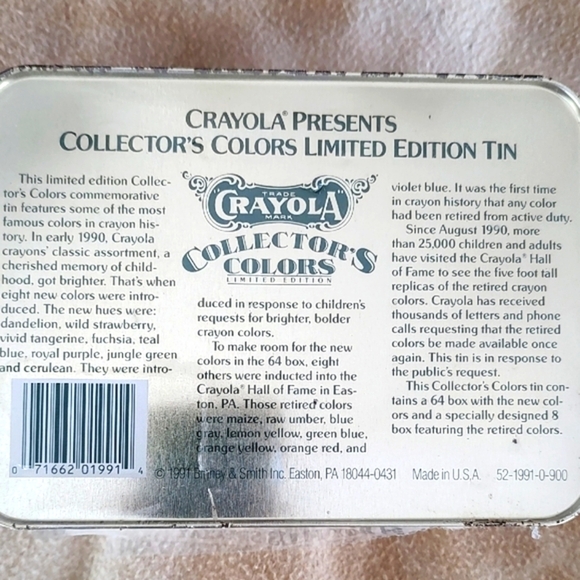 CRAYOLA® PRESENTS
COLLECTOR'S COLORS LIMITED EDITION TIN
This limited edition Collec-
tor's Colors commemorative
tin features some of the most
famous colors in crayon his-
tory. In early 1990, Crayola
crayons' classic assortment, a
cherished memory of child-
hood, got brighter. That's when
eight new colors were intro-
duced. The new hues were:
dandelion, wild strawberry,
vivid tangerine, fuchsia, teal
blue, royal purple, jungle green
and cerulean. They were intro-
TRADE
"CRAYOLA"
MARK
COLLECTOR'S
COLORS
LIMITED EDITION
duced in response to children's
requests for brighter, bolder
crayon colors.
To make room for the new
colors in the 64 box, eight
others were inducted into the
Crayola® Hall of Fame in Eas-
ton, PA. Those retired colors
were maize, raw umber, blue
gray, lemon yellow, green blue,
orange yellow, orange red, and
violet blue. It was the first time
in crayon history that any color
had been retired from active duty.
Since August 1990, more
than 25,000 children and adults
have visited the Crayola® Hall
of Fame to see the five foot tall
replicas of the retired crayon
colors. Crayola has received
thousands of letters and phone
calls requesting that the retired
colors be made available once
again. This tin is in response to
the public's request.
This Collector's Colors tin con-
tains a 64 box with the new col-
ors and a specially designed 8
box featuring the retired colors.
0 71662 01991 4
© 1991 Binney & Smith Inc. Easton, PA 18044-0431 Made in U.S.A. 52-1991-0-900